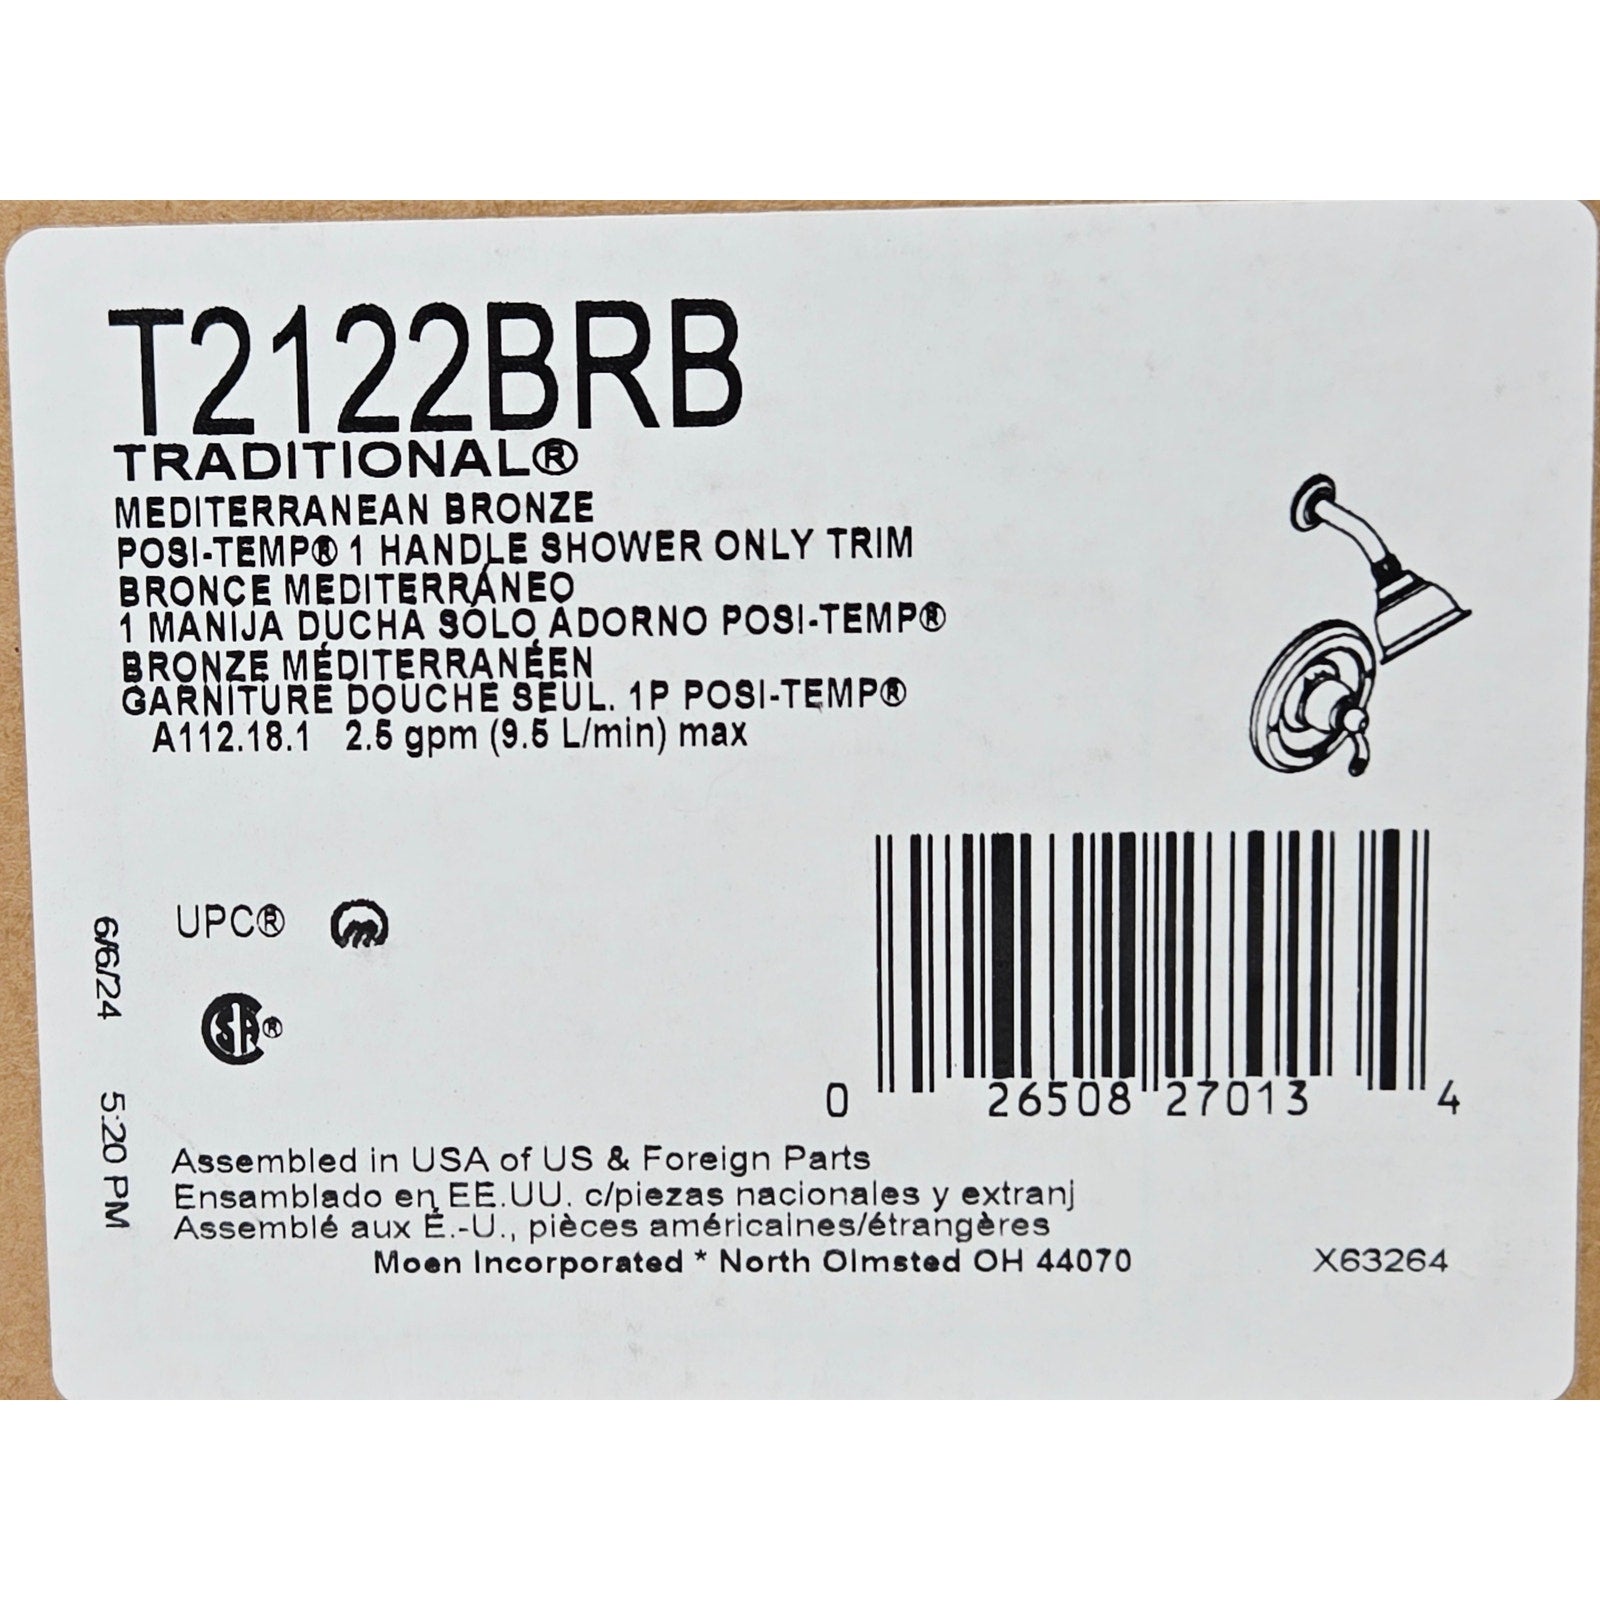 T2122BRB
TRADITIONAL®
MEDITERRANEAN BRONZE
POSI-TEMP® 1 HANDLE SHOWER ONLY TRIM
BRONCE MEDITERRÁNEO
1 MANIJA DUCHA SÓLO ADORNO POSI-TEMP®
BRONZE MÉDITERRANÉEN
GARNITURE DOUCHE SEUL. 1P POSI-TEMP®
A112.18.1 2.5 gpm (9.5 L/min) max
UPC®
CSA®
6/6/24 5:20 PM
0 26508 27013 4
Assembled in USA of US & Foreign Parts
Ensamblado en EE.UU. c/piezas nacionales y extranj
Assemblé aux É.-U., pièces américaines/étrangères
Moen Incorporated * North Olmsted OH 44070
X63264